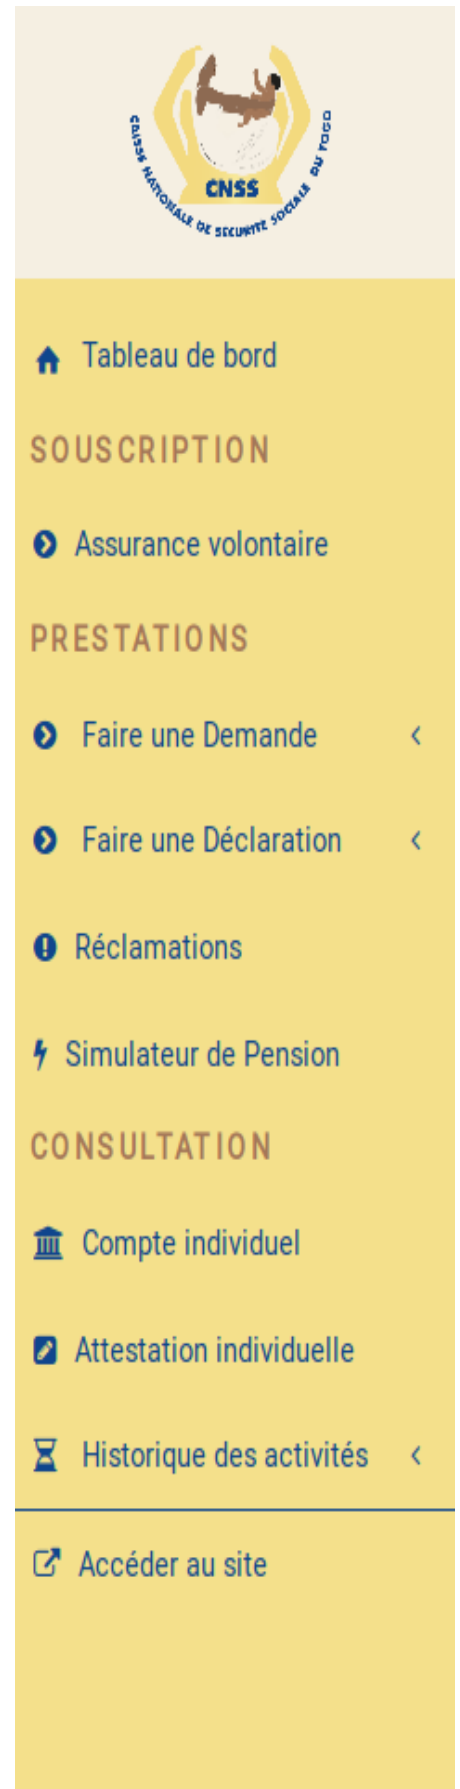 CAISSE NATIONALE DE SECURITE SOCIALE DU TOGO
CNSS
Tableau de bord
SOUSCRIPTION
Assurance volontaire
PRESTATIONS
Faire une Demande
Faire une Déclaration
Réclamations
Simulateur de Pension
CONSULTATION
Compte individuel
Attestation individuelle
Historique des activités
Accéder au site